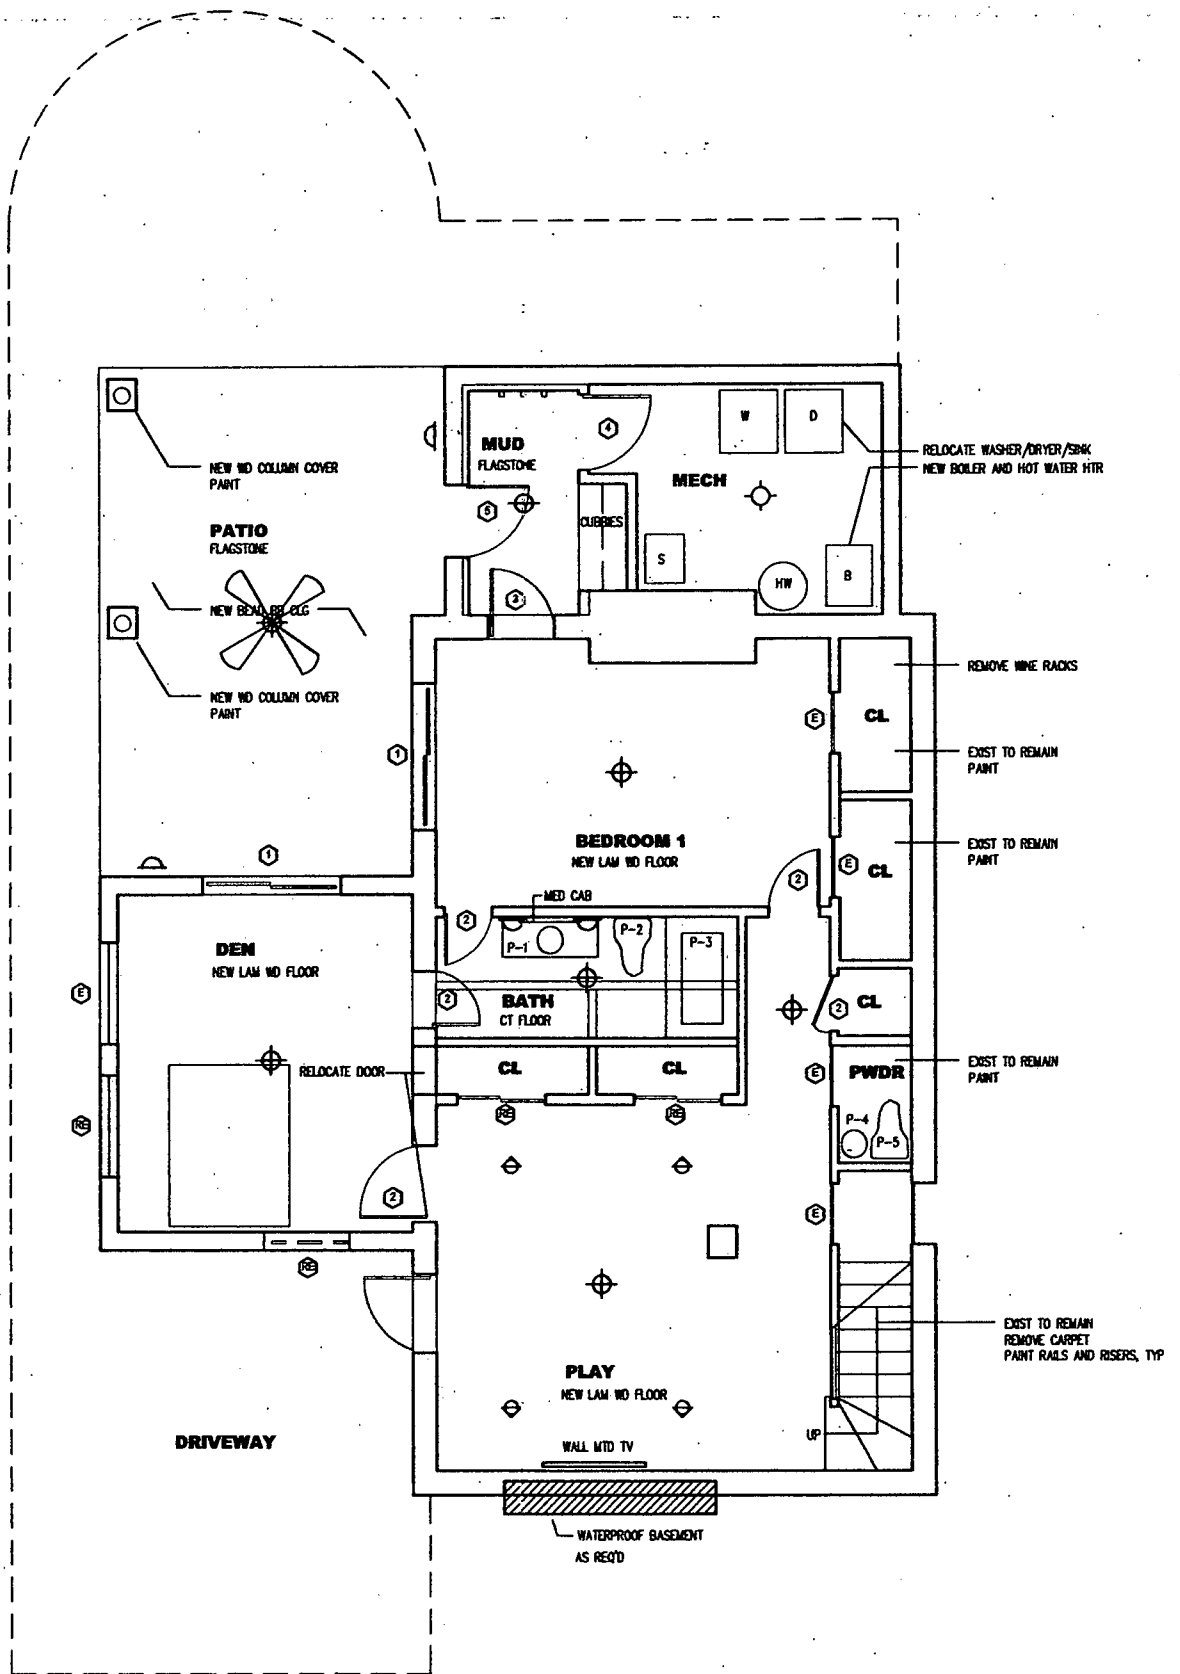 W
D
4
MUD
FLAGSTONE
RELOCATE WASHER/DRYER/SINK
NEW BOILER AND HOT WATER HTR
NEW WD COLUMN COVER
PAINT
MECH
5
CUBBIES
PATIO
FLAGSTONE
S
HW
B
3
NEW BEAD BD CLG
REMOVE WINE RACKS
NEW WD COLUMN COVER
PAINT
E
CL
1
EXIST TO REMAIN
PAINT
BEDROOM 1
NEW LAM WD FLOOR
EXIST TO REMAIN
PAINT
1
E
CL
2
MED CAB
2
P-1
P-2
P-3
DEN
NEW LAM WD FLOOR
E
2
BATH
CT FLOOR
2
CL
RELOCATE DOOR
CL
CL
E
PWDR
EXIST TO REMAIN
PAINT
RE
RE
RE
P-4
P-5
2
E
RE
EXIST TO REMAIN
REMOVE CARPET
PAINT RAILS AND RISERS, TYP
PLAY
NEW LAM WD FLOOR
UP
DRIVEWAY
WALL MTD TV
WATERPROOF BASEMENT
AS REQ'D